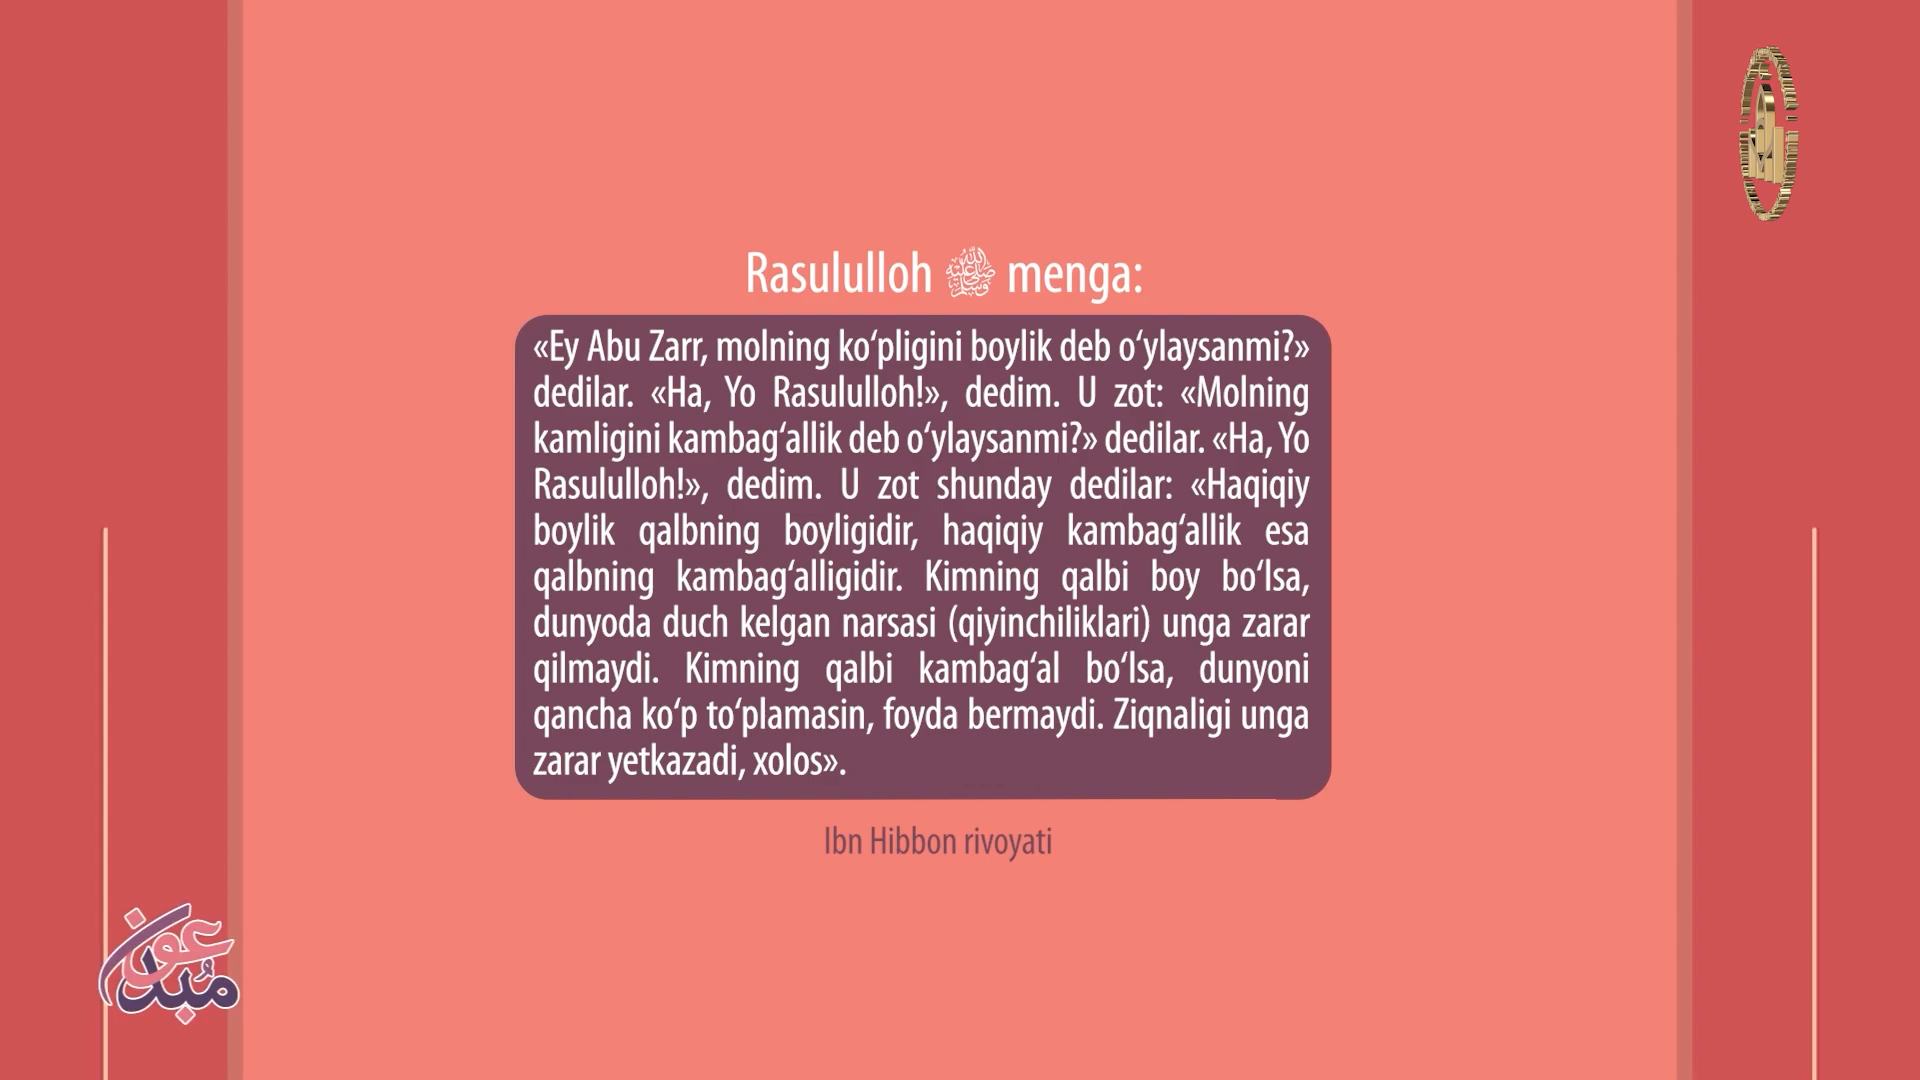 Rasululloh ﷺ menga:
«Ey Abu Zarr, molning ko‘pligini boylik deb o‘ylaysanmi?»
dedilar. «Ha, Yo Rasululloh!», dedim. U zot: «Molning
kamligini kambag‘allik deb o‘ylaysanmi?» dedilar. «Ha, Yo
Rasululloh!», dedim. U zot shunday dedilar: «Haqiqiy
boylik qalbning boyligidir, haqiqiy kambag‘allik esa
qalbning kambag‘alligidir. Kimning qalbi boy bo‘lsa,
dunyoda duch kelgan narsasi (qiyinchiliklari) unga zarar
qilmaydi. Kimning qalbi kambag‘al bo‘lsa, dunyoni
qancha ko‘p to‘plamasin, foyda bermaydi. Ziqnaligi unga
zarar yetkazadi, xolos».
Ibn Hibbon rivoyati